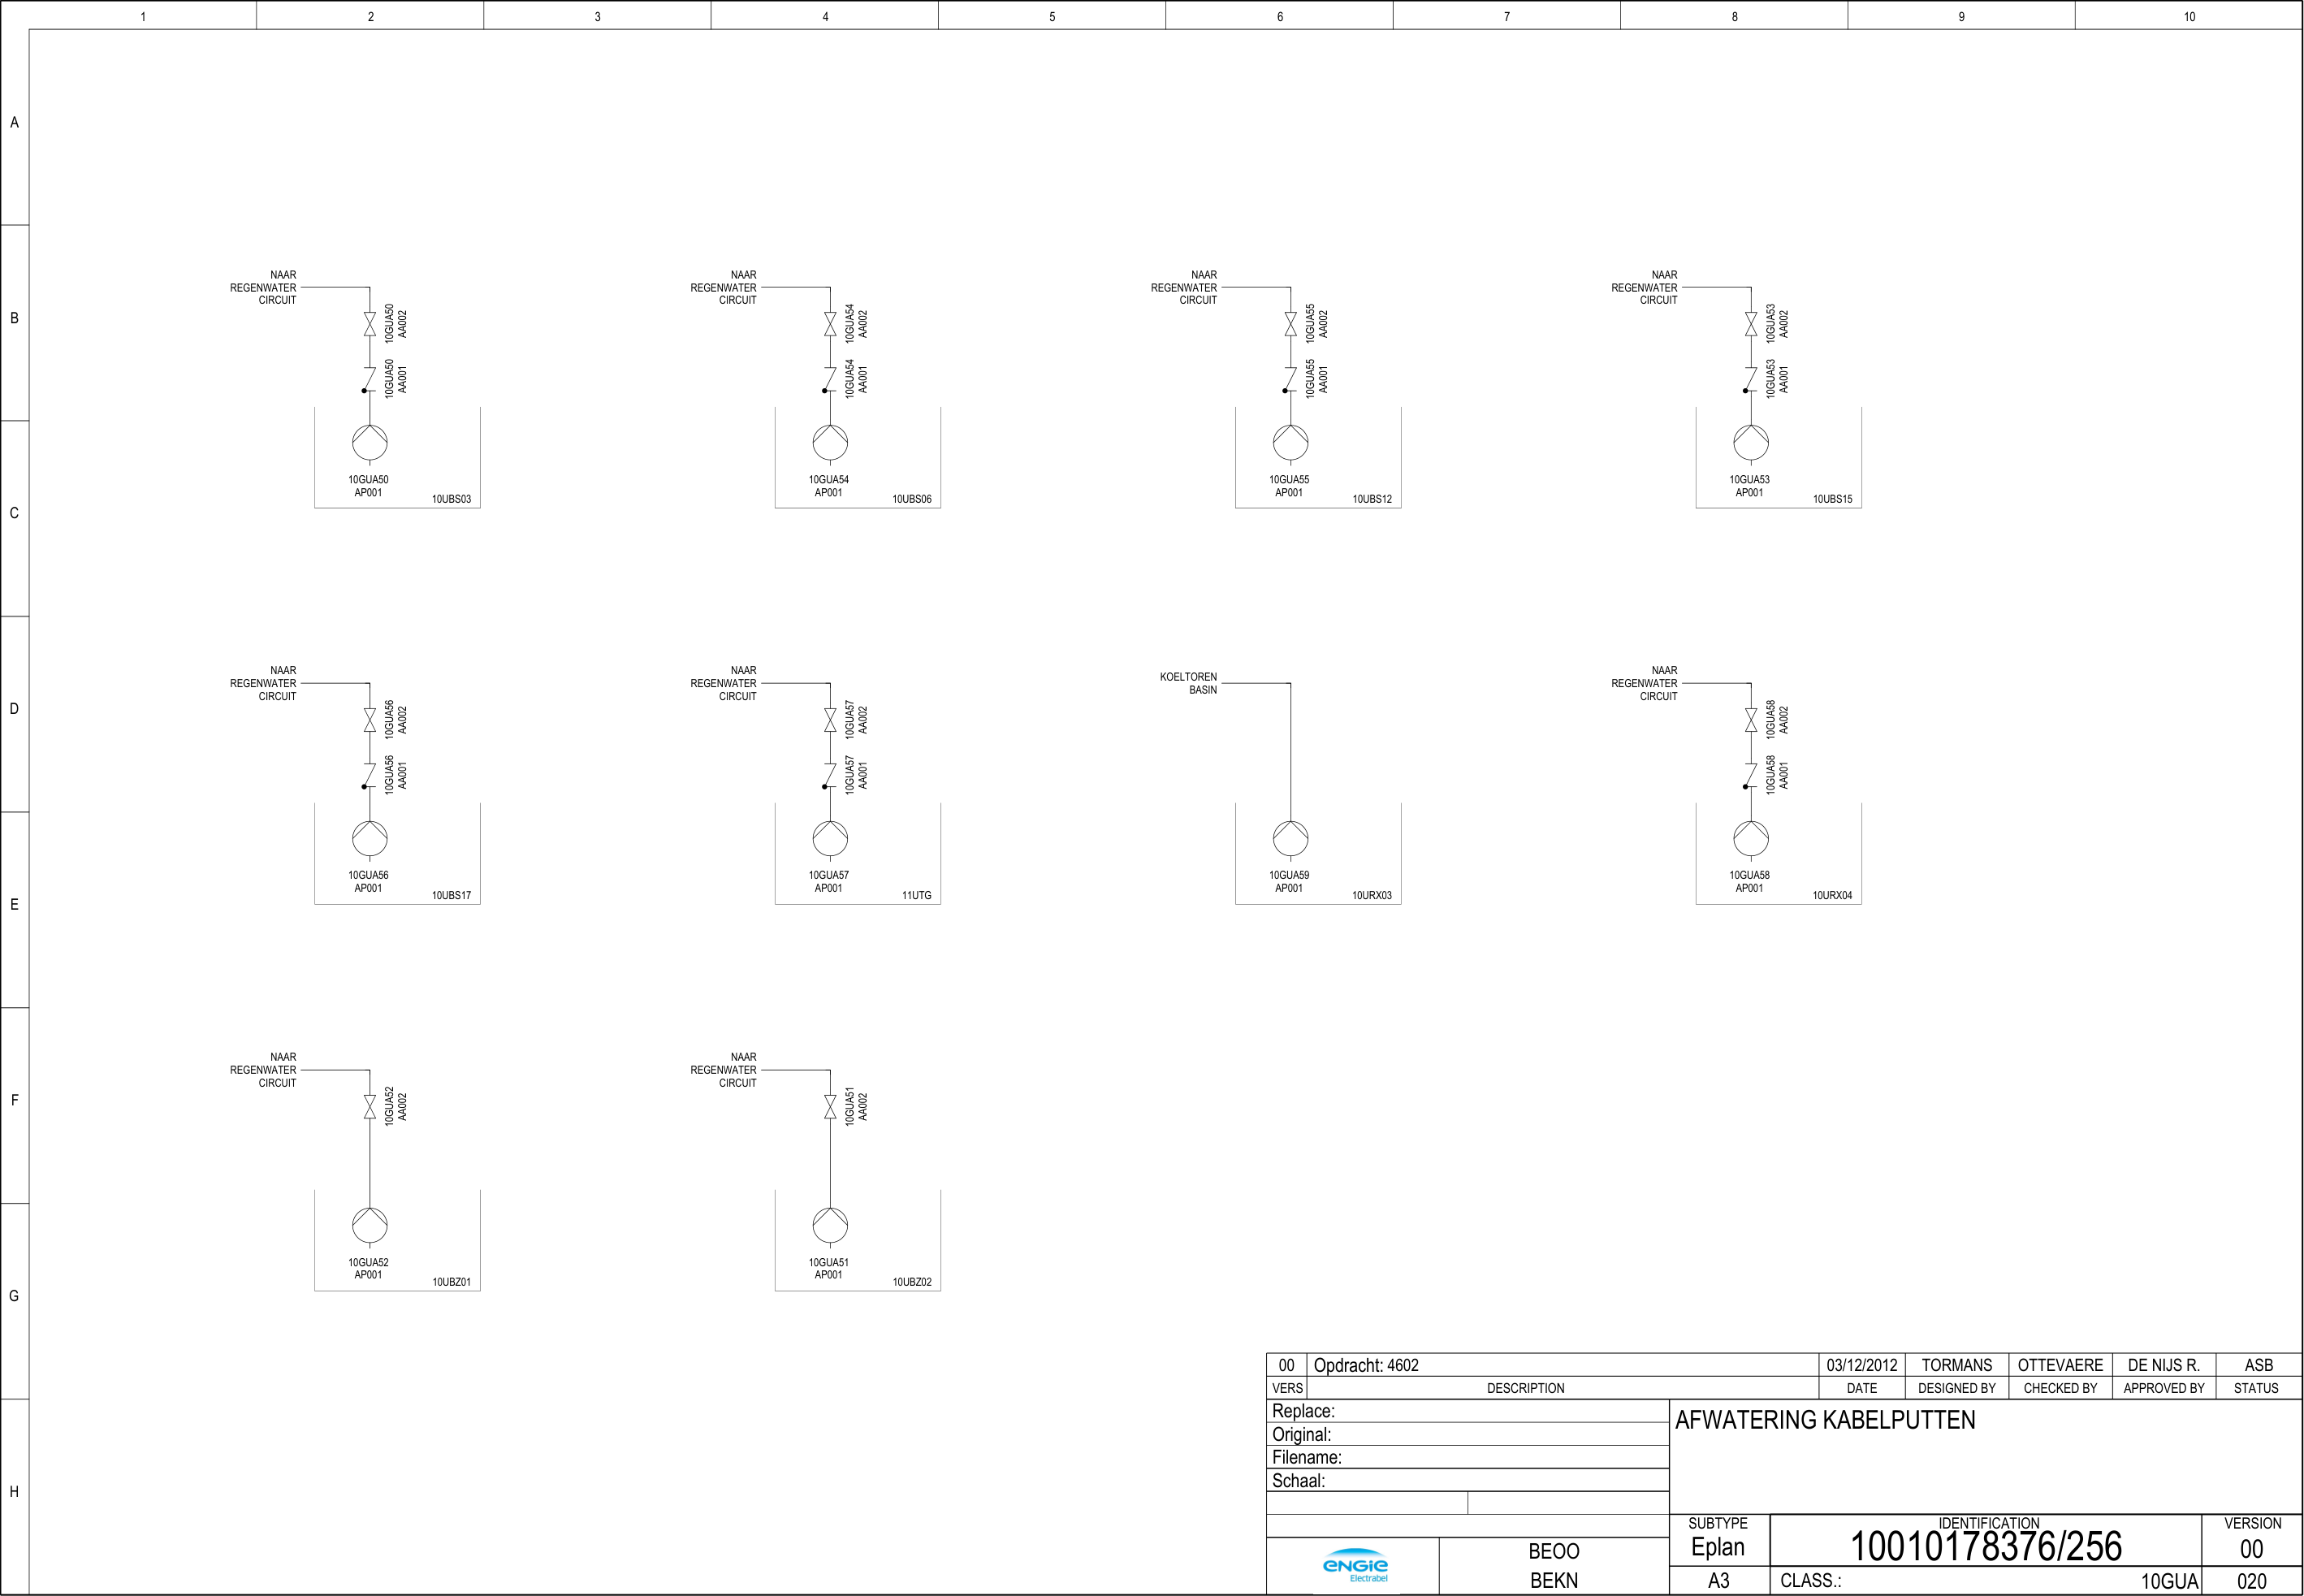 1 2 3 4 5 6 7 8 9 10
A
B
C
D
E
F
G
H
NAAR
REGENWATER
CIRCUIT
10GUA50
AA002
10GUA50
AA001
10GUA50
AP001
10UBS03
NAAR
REGENWATER
CIRCUIT
10GUA54
AA002
10GUA54
AA001
10GUA54
AP001
10UBS06
NAAR
REGENWATER
CIRCUIT
10GUA55
AA002
10GUA55
AA001
10GUA55
AP001
10UBS12
NAAR
REGENWATER
CIRCUIT
10GUA53
AA002
10GUA53
AA001
10GUA53
AP001
10UBS15
NAAR
REGENWATER
CIRCUIT
10GUA56
AA002
10GUA56
AA001
10GUA56
AP001
10UBS17
NAAR
REGENWATER
CIRCUIT
10GUA57
AA002
10GUA57
AA001
10GUA57
AP001
11UTG
KOELTOREN
BASIN
10GUA59
AP001
10URX03
NAAR
REGENWATER
CIRCUIT
10GUA58
AA002
10GUA58
AA001
10GUA58
AP001
10URX04
NAAR
REGENWATER
CIRCUIT
10GUA52
AA002
10GUA52
AP001
10UBZ01
NAAR
REGENWATER
CIRCUIT
10GUA51
AA002
10GUA51
AP001
10UBZ02
00 Opdracht: 4602 03/12/2012 TORMANS OTTEVAERE DE NIJS R. ASB
VERS DESCRIPTION DATE DESIGNED BY CHECKED BY APPROVED BY STATUS
Replace:
Original:
Filename:
Schaal:
AFWATERING KABELPUTTEN
SUBTYPE IDENTIFICATION VERSION
Eplan 10010178376/256 00
A3 CLASS.: 10GUA 020
ENGIE
Electrabel
BEOO
BEKN